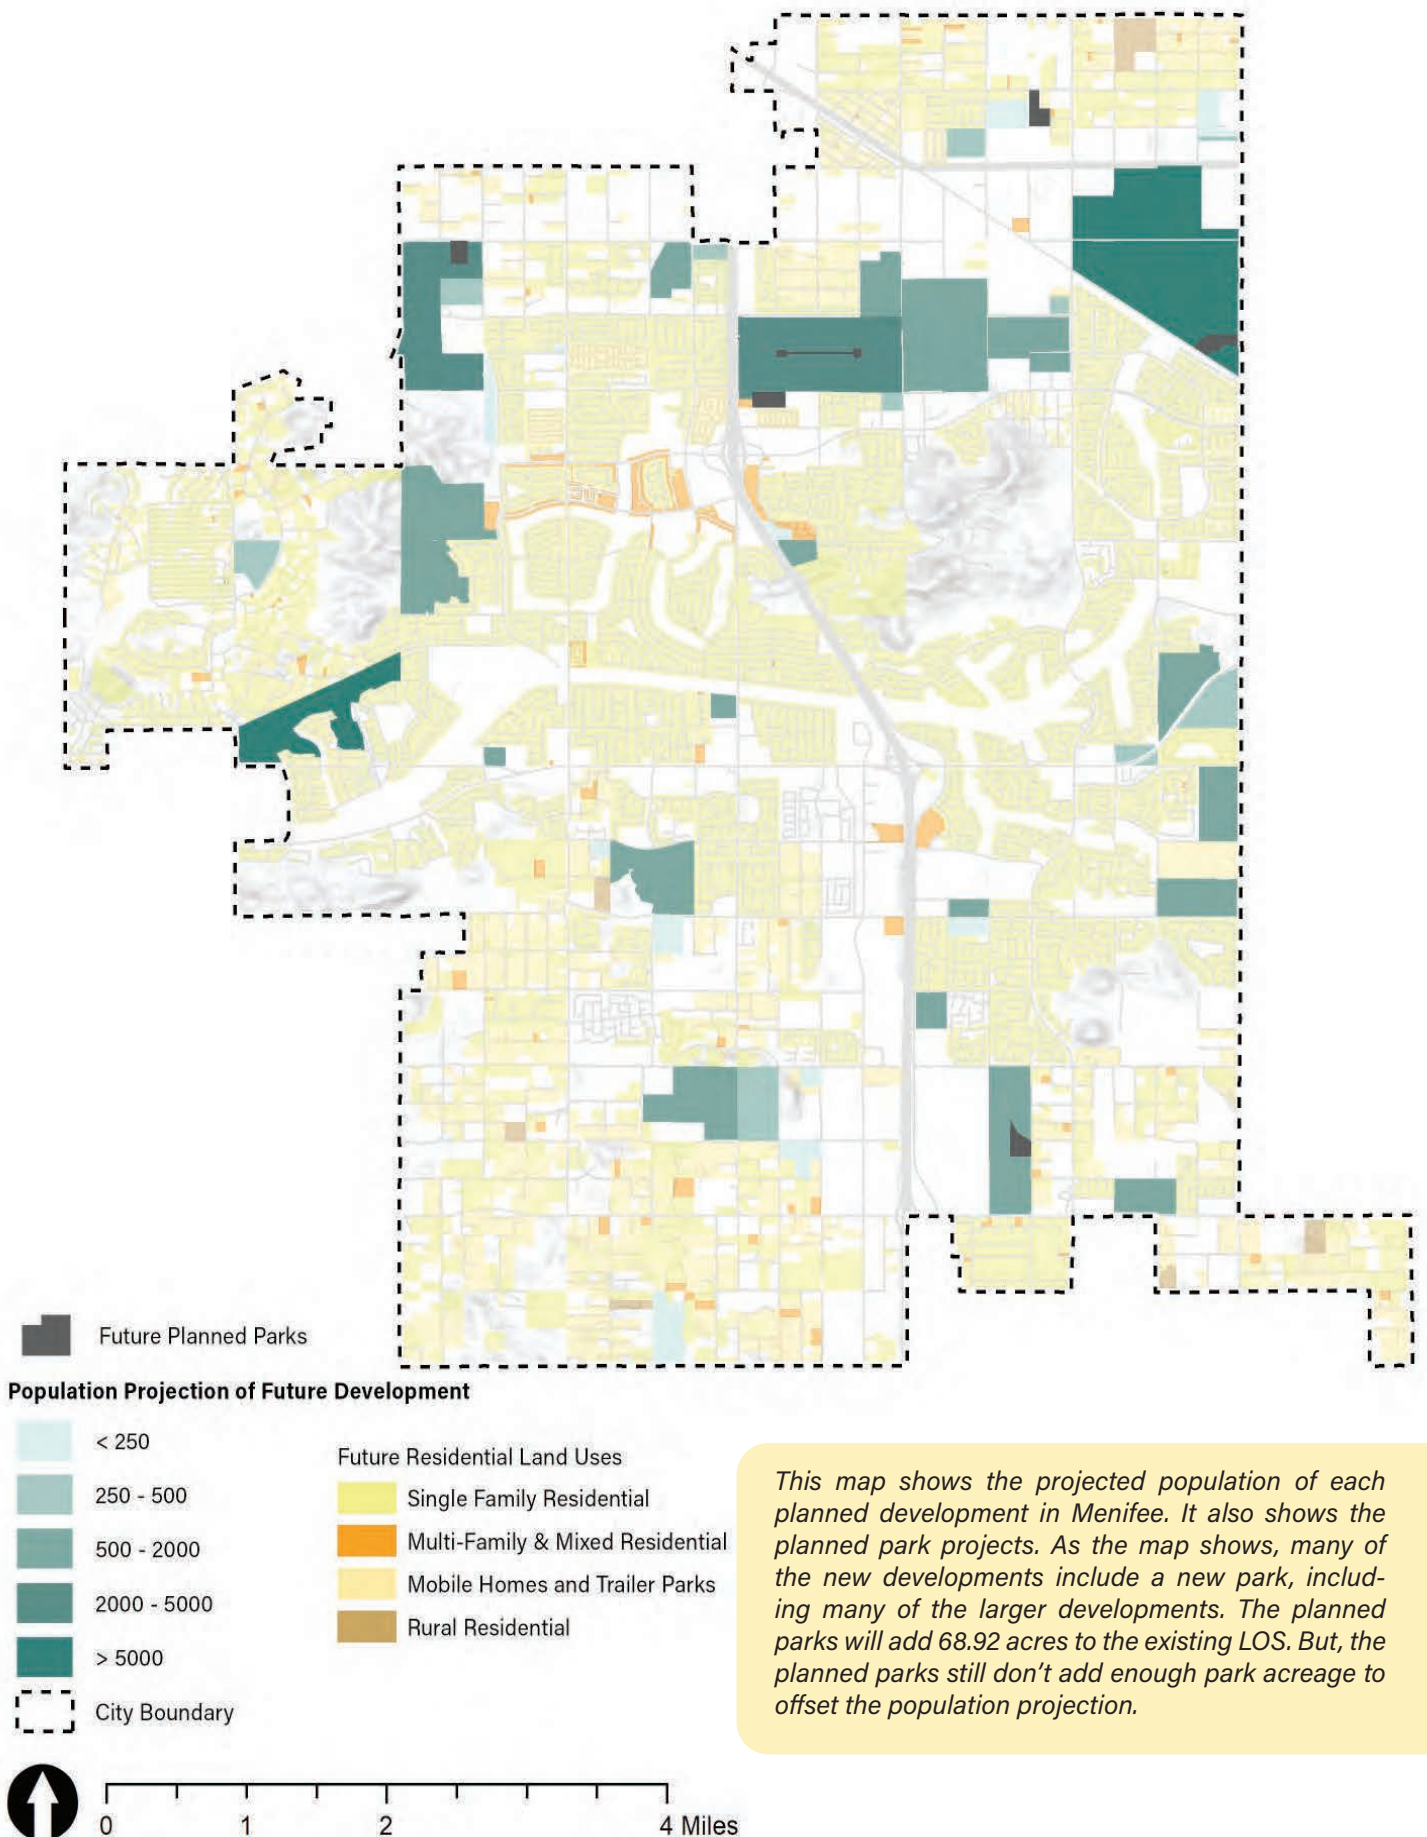 Future Planned Parks
Population Projection of Future Development
< 250
250 - 500
500 - 2000
2000 - 5000
> 5000
City Boundary
Future Residential Land Uses
Single Family Residential
Multi-Family & Mixed Residential
Mobile Homes and Trailer Parks
Rural Residential
This map shows the projected population of each
planned development in Menifee. It also shows the
planned park projects. As the map shows, many of
the new developments include a new park, includ-
ing many of the larger developments. The planned
parks will add 68.92 acres to the existing LOS. But, the
planned parks still don't add enough park acreage to
offset the population projection.
0 1 2 4 Miles